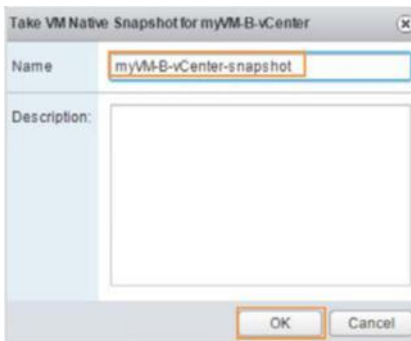 Take VM Native Snapshot for myVM-B-vCenter
Name myVM-B-vCenter-snapshot
Description:
OK Cancel